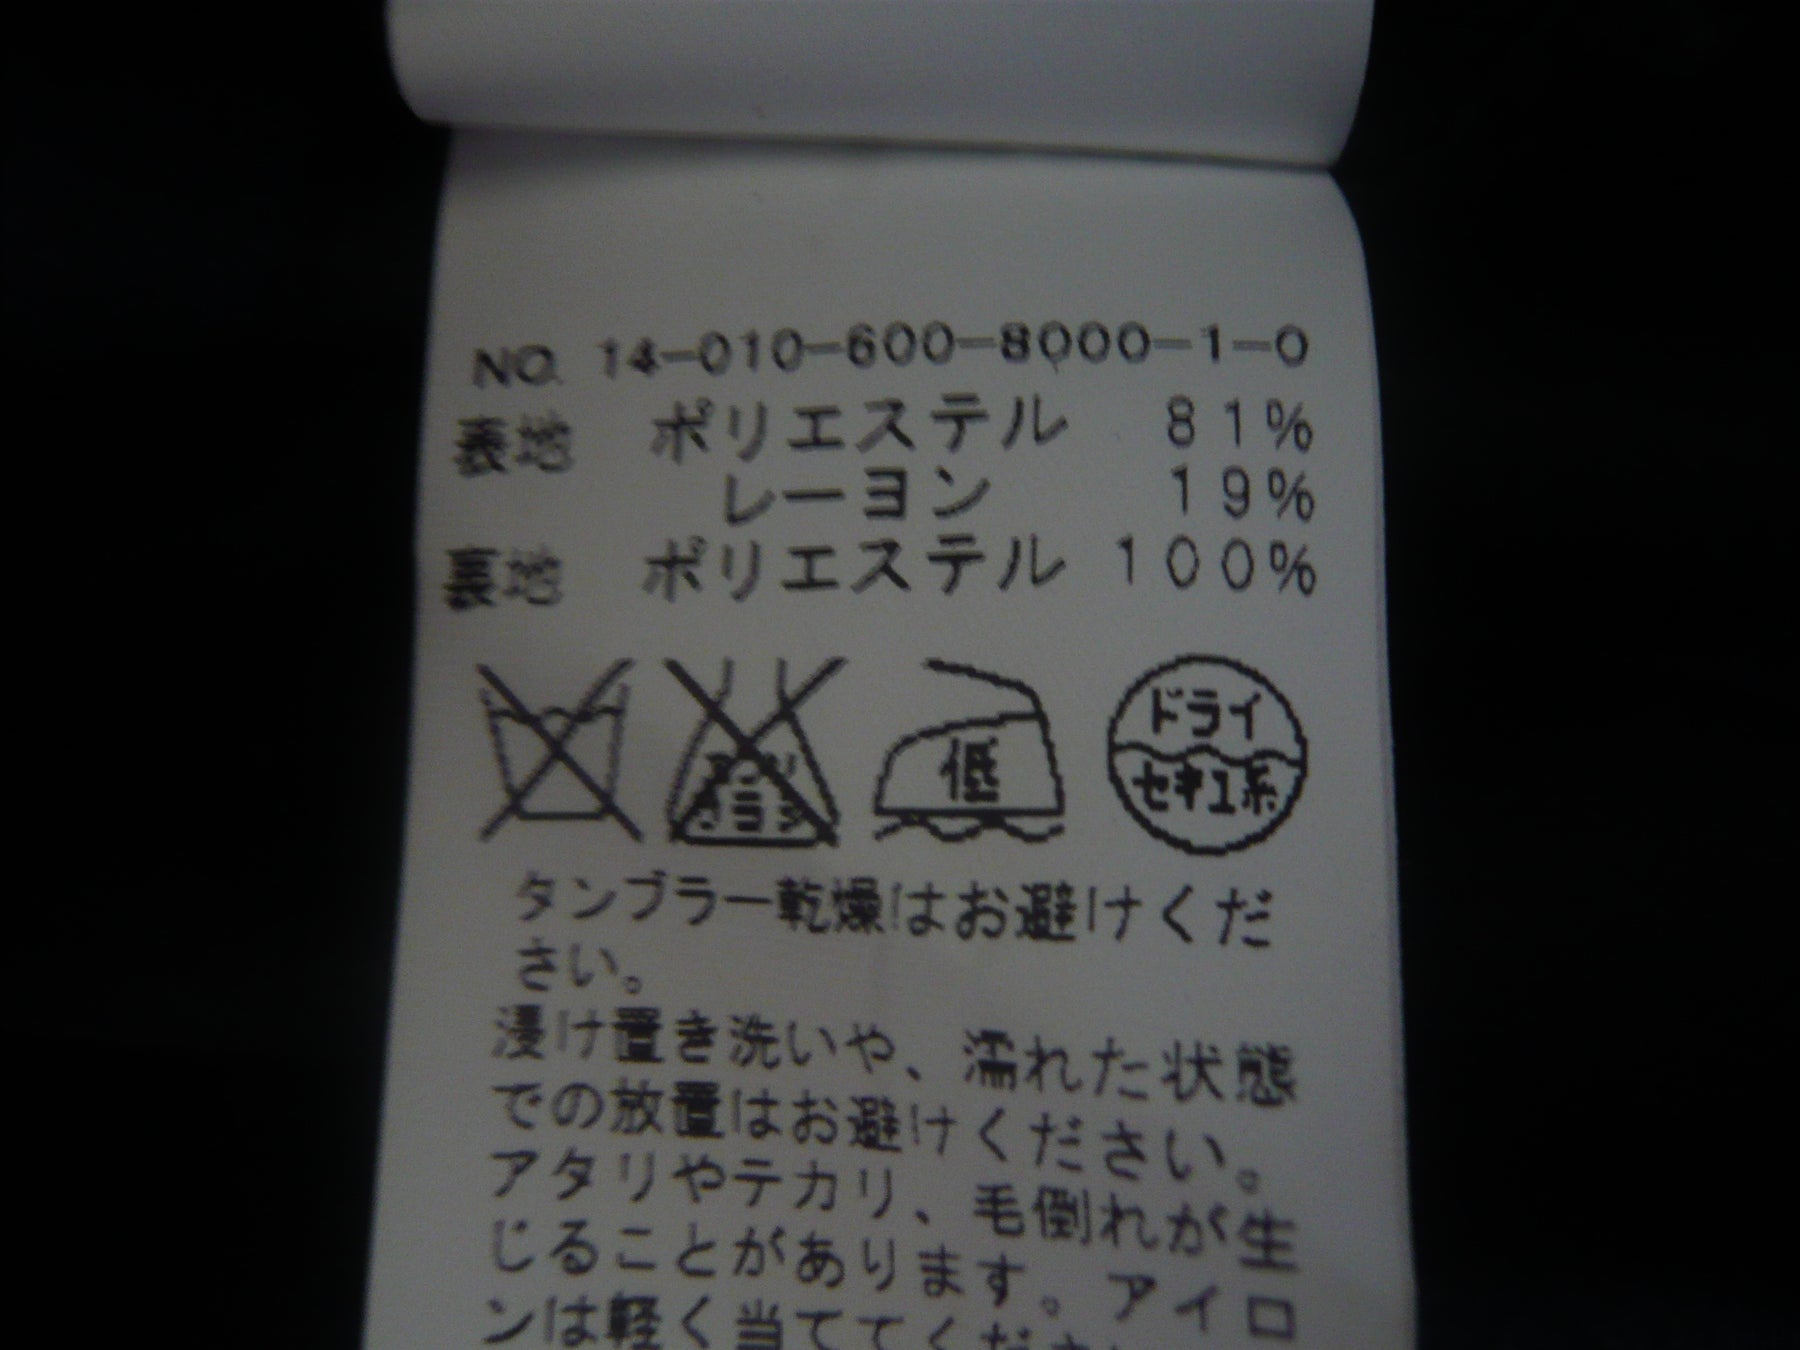 NO. 14-010-600-8000-1-0
表地 ポリエステル 81%
レーヨン 19%
裏地 ポリエステル 100%
低
ドライ
セキユ系
タンブラー乾燥はお避けくだ
さい。
浸け置き洗いや、濡れた状態
での放置はお避けください。
アタリやテカリ、毛倒れが生
じることがあります。アイロ
ンは軽く当ててくださ